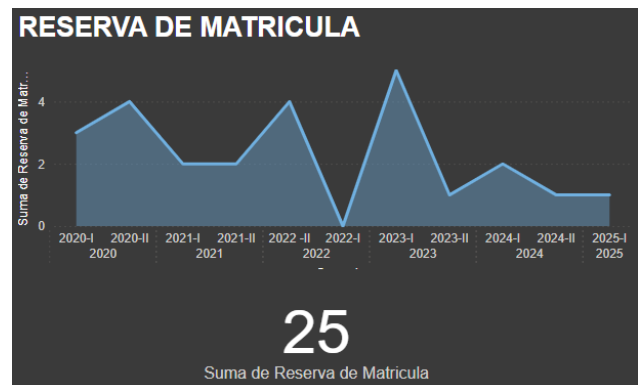 RESERVA DE MATRICULA
Suma de Reserva de Matr...
4
2
0
2020-I 2020-II 2021-I 2021-II 2022 -II 2022-I 2023-I 2023-II 2024-I 2024-II 2025-I
2020 2021 2022 2023 2024 2025
25
Suma de Reserva de Matricula